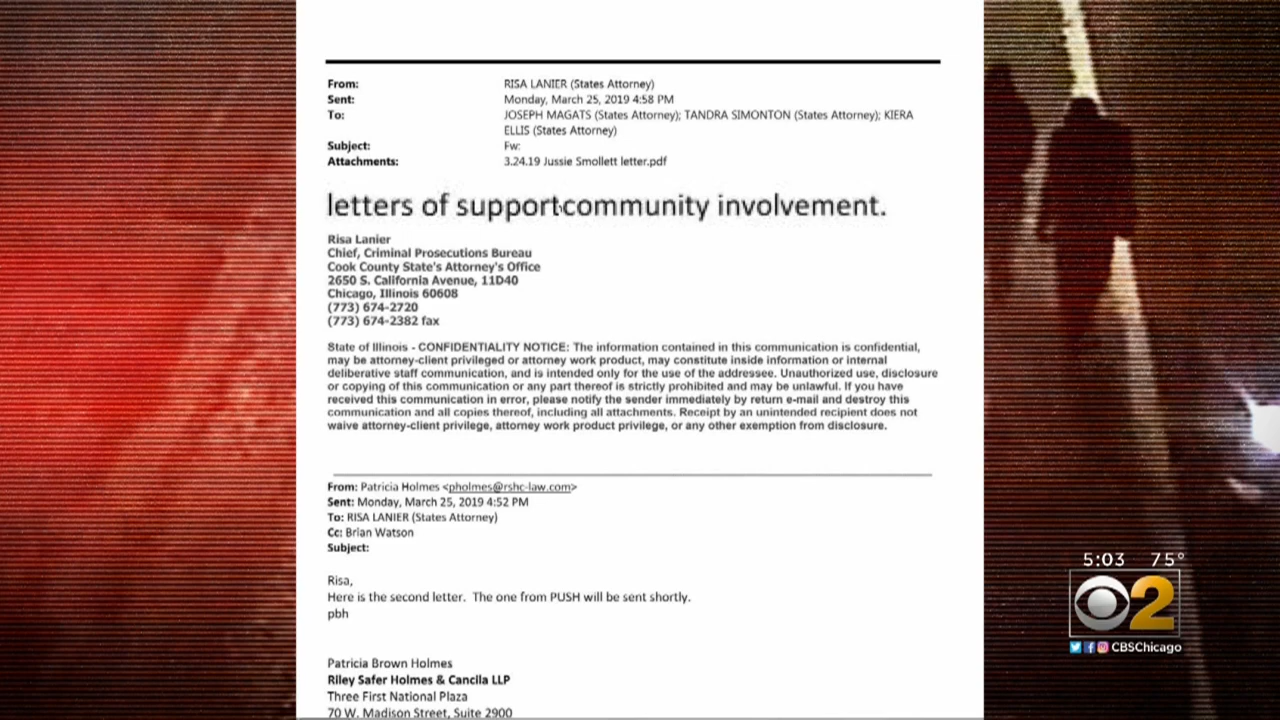 From: RISA LANIER (States Attorney)
Sent: Monday, March 25, 2019 4:58 PM
To: JOSEPH MAGATS (States Attorney); TANDRA SIMONTON (States Attorney); KIERA
ELLIS (States Attorney)
Subject: Fw:
Attachments: 3.24.19 Jussie Smollett letter.pdf
letters of support community involvement.
Risa Lanier
Chief, Criminal Prosecutions Bureau
Cook County State's Attorney's Office
2650 S. California Avenue, 11D40
Chicago, Illinois 60608
(773) 674-2720
(773) 674-2382 fax
State of Illinois - CONFIDENTIALITY NOTICE: The information contained in this communication is confidential,
may be attorney-client privileged or attorney work product, may constitute inside information or internal
deliberative staff communication, and is intended only for the use of the addressee. Unauthorized use, disclosure
or copying of this communication or any part thereof is strictly prohibited and may be unlawful. If you have
received this communication in error, please notify the sender immediately by return e-mail and destroy this
communication and all copies thereof, including all attachments. Receipt by an unintended recipient does not
waive attorney-client privilege, attorney work product privilege, or any other exemption from disclosure.
From: Patricia Holmes <pholmes@rshc-law.com>
Sent: Monday, March 25, 2019 4:52 PM
To: RISA LANIER (States Attorney)
Cc: Brian Watson
Subject:
Risa,
Here is the second letter. The one from PUSH will be sent shortly.
pbh
Patricia Brown Holmes
Riley Safer Holmes & Cancila LLP
Three First National Plaza
70 W. Madison Street, Suite 2900
5:03 75°
2
CBSChicago